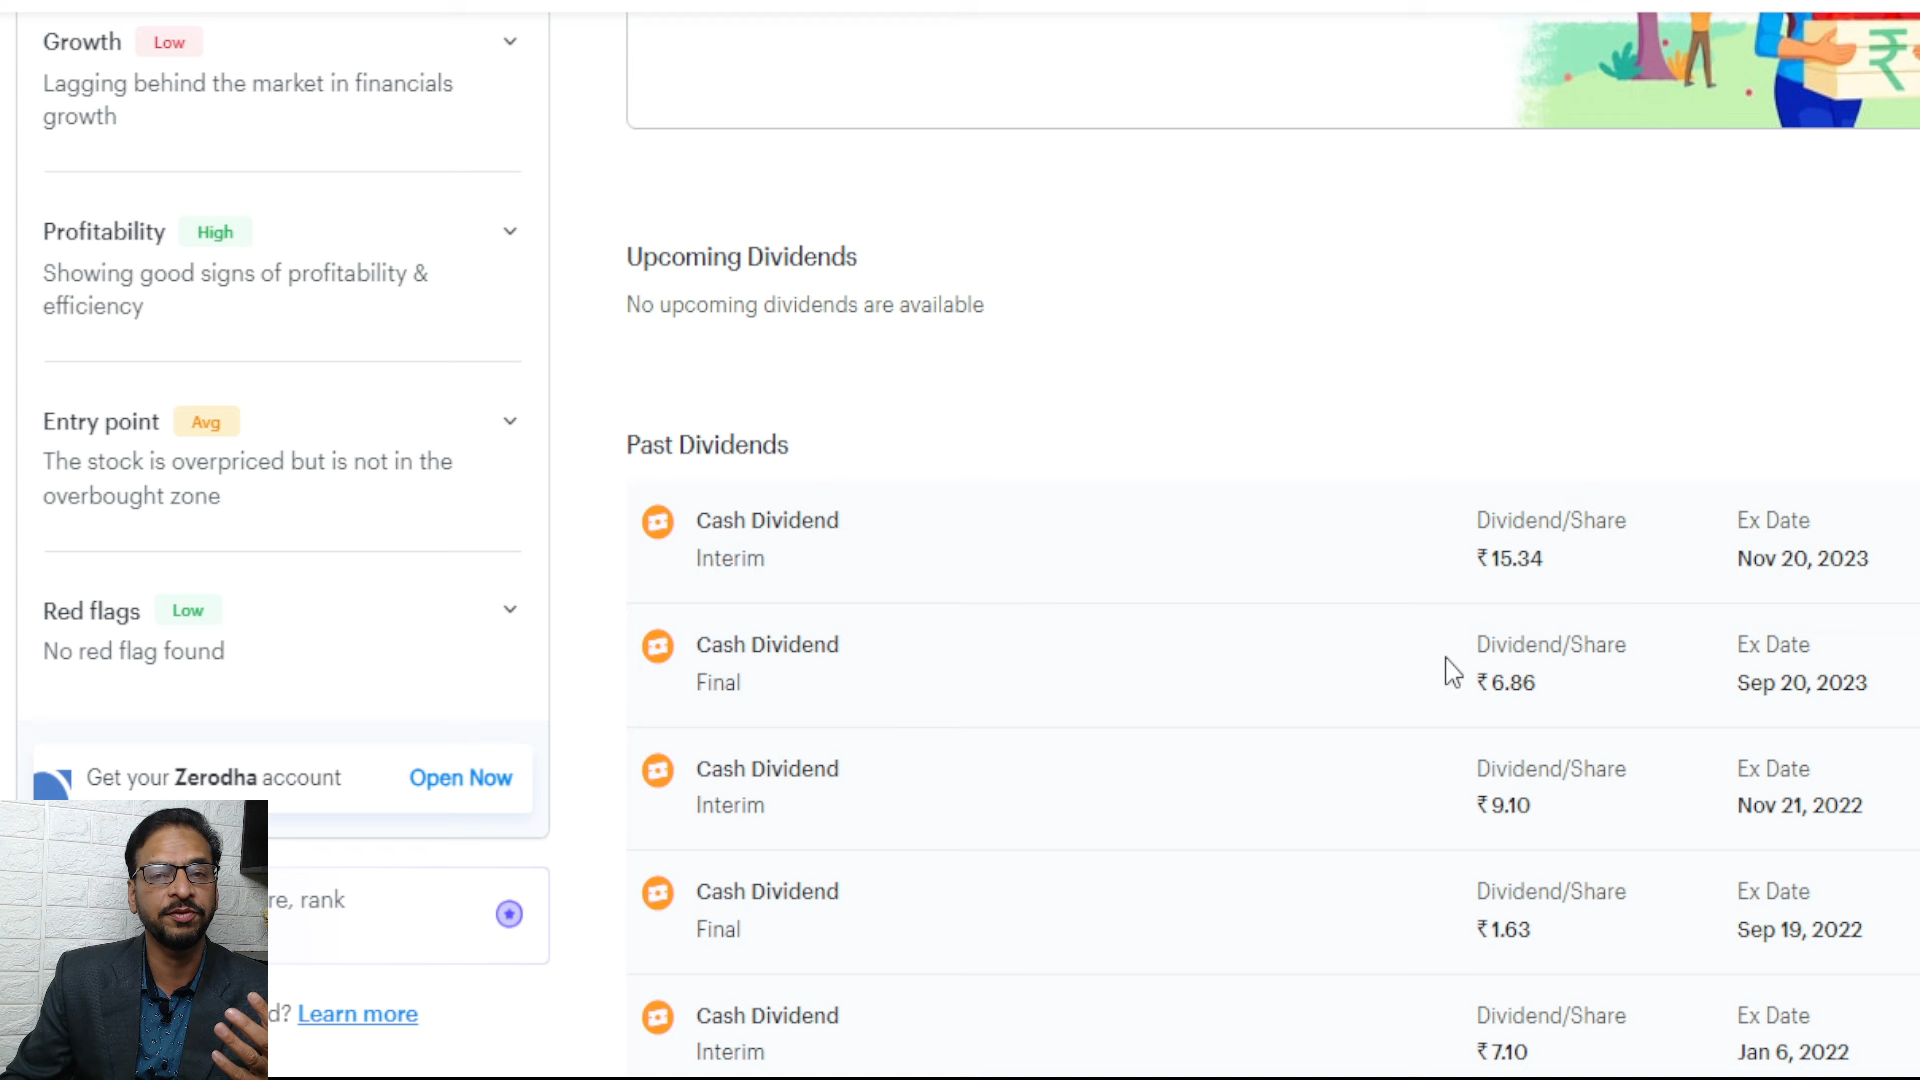 Growth Low
Lagging behind the market in financials
growth
Profitability High
Showing good signs of profitability &
efficiency
Entry point Avg
The stock is overpriced but is not in the
overbought zone
Red flags Low
No red flag found
Get your Zerodha account Open Now
re, rank
d? Learn more
₹
Upcoming Dividends
No upcoming dividends are available
Past Dividends
Cash Dividend Dividend/Share Ex Date
Interim ₹15.34 Nov 20, 2023
Cash Dividend Dividend/Share Ex Date
Final ₹6.86 Sep 20, 2023
Cash Dividend Dividend/Share Ex Date
Interim ₹9.10 Nov 21, 2022
Cash Dividend Dividend/Share Ex Date
Final ₹1.63 Sep 19, 2022
Cash Dividend Dividend/Share Ex Date
Interim ₹7.10 Jan 6, 2022